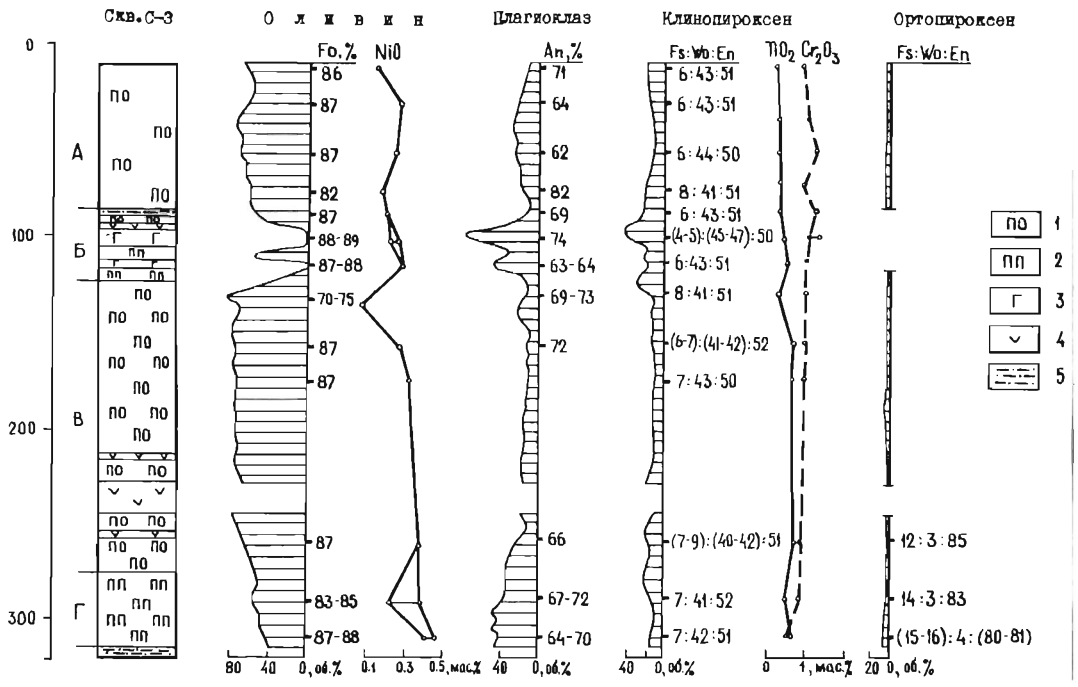 Скв. С-3
Оливин
Плагиоклаз
Клинопироксен
Ортопироксен
Fo,% NiO
An,%
Fs:Wo:En TiO2 Cr2O3
Fs:Wo:En
0
100
200
300
А
Б
В
Г
ПО
ПО
ПО
ПО
ПО ПО
Г Г
ПП
Г Г
ПП ПП
ПО
ПО ПО
ПО
ПО ПО
ПО
ПО ПО
ПО
ПО ПО
ПО ПО
ПО ПО
ПО
ПП ПП
ПП
ПП ПП
ПП
86
87
87
82
87
88-89
87-88
70-75
87
87
87
83-85
87-88
71
64
62
82
69
74
63-64
69-73
72
66
67-72
64-70
6:43:51
6:43:51
6:44:50
8:41:51
6:43:51
(4-5):(45-47):50
6:43:51
8:41:51
(6-7):(41-42):52
7:43:50
(7-9):(40-42):51
7:41:52
7:42:51
12:3:85
14:3:83
(15-16):4:(80-81)
80 40 0, об.%
0.1 0.3 0.5, мас.%
40 0, об.%
40 20 0, об.%
0 1, мас.%
20 0, об.%
ПО 1
ПП 2
Г 3
4
5